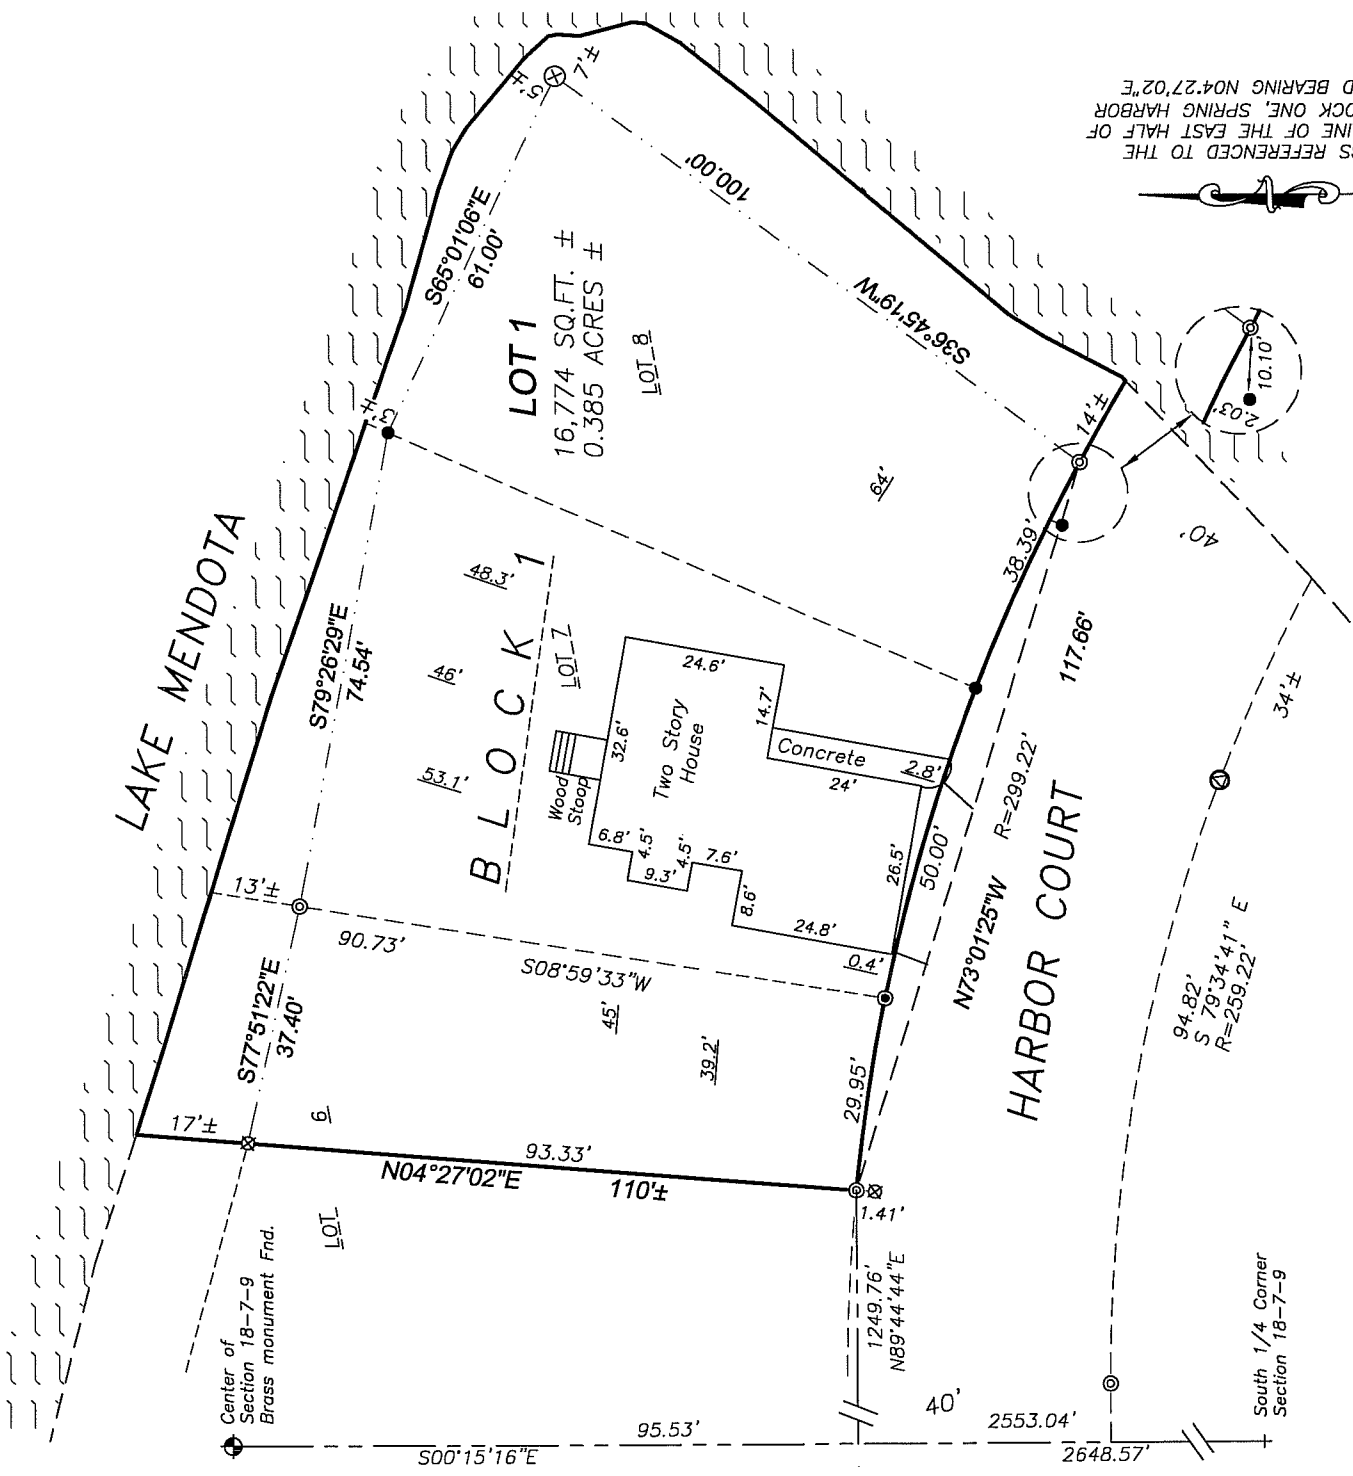 S REFERENCED TO THE
INE OF THE EAST HALF OF
OCK ONE, SPRING HARBOR
D BEARING N04°27'02"E
5'±
7'±
S65°01'06"E
61.00'
100.00'
S36°45'19"W
LOT 1
16,774 SQ.FT. ±
0.385 ACRES ±
LOT 8
64'
14'±
10.10'
2.03'
3'±
LAKE MENDOTA
S79°26'29"E
74.54'
48.3'
46'
53.1'
BLOCK 1
LOT 7
38.39'
40'
117.66'
34'±
24.6'
14.7'
32.6'
Two Story
House
Wood
Stoop
Concrete
2.8'
24'
6.8'
4.5'
9.3'
4.5'
7.6'
8.6'
24.8'
26.5'
0.4'
50.00'
N73°01'25"W R=299.22'
HARBOR COURT
94.82'
S 79°34'41" E
R=259.22'
13'±
90.73'
S08°59'33"W
S77°51'22"E
37.40'
45'
39.2'
29.95'
17'±
6
LOT
93.33'
N04°27'02"E
110'±
1.41'
1249.76'
N89°44'44"E
Center of
Section 18-7-9
Brass monument Fnd.
South 1/4 Corner
Section 18-7-9
40'
95.53'
2553.04'
S00°15'16"E
2648.57'